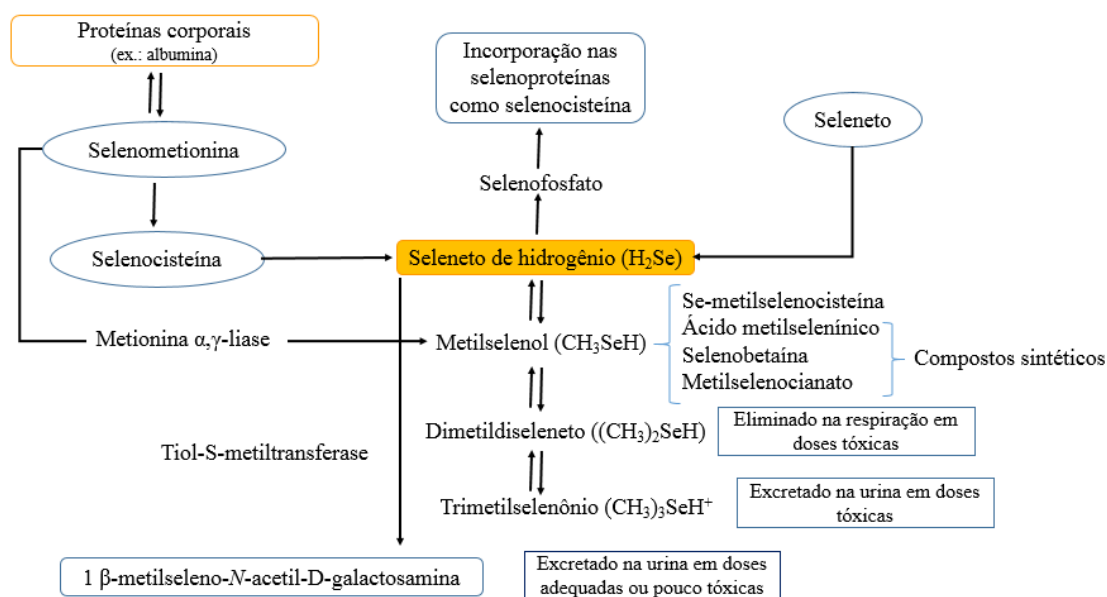 Proteínas corporais
(ex.: albumina)
Incorporação nas
selenoproteínas
como selenocisteína
Seleneto
Selenometionina
Selenofosfato
Selenocisteína
Seleneto de hidrogênio (H₂Se)
Se-metilselenocisteína
Ácido metilselenínico
Selenobetaína
Metilselenocianato
Compostos sintéticos
Metionina α,γ-liase
Metilselenol (CH₃SeH)
Dimetildiseleneto ((CH₃)₂SeH)
Eliminado na respiração em
doses tóxicas
Tiol-S-metiltransferase
Trimetilselenônio (CH₃)₃SeH⁺
Excretado na urina em doses
tóxicas
1 β-metilseleno-N-acetil-D-galactosamina
Excretado na urina em doses
adequadas ou pouco tóxicas